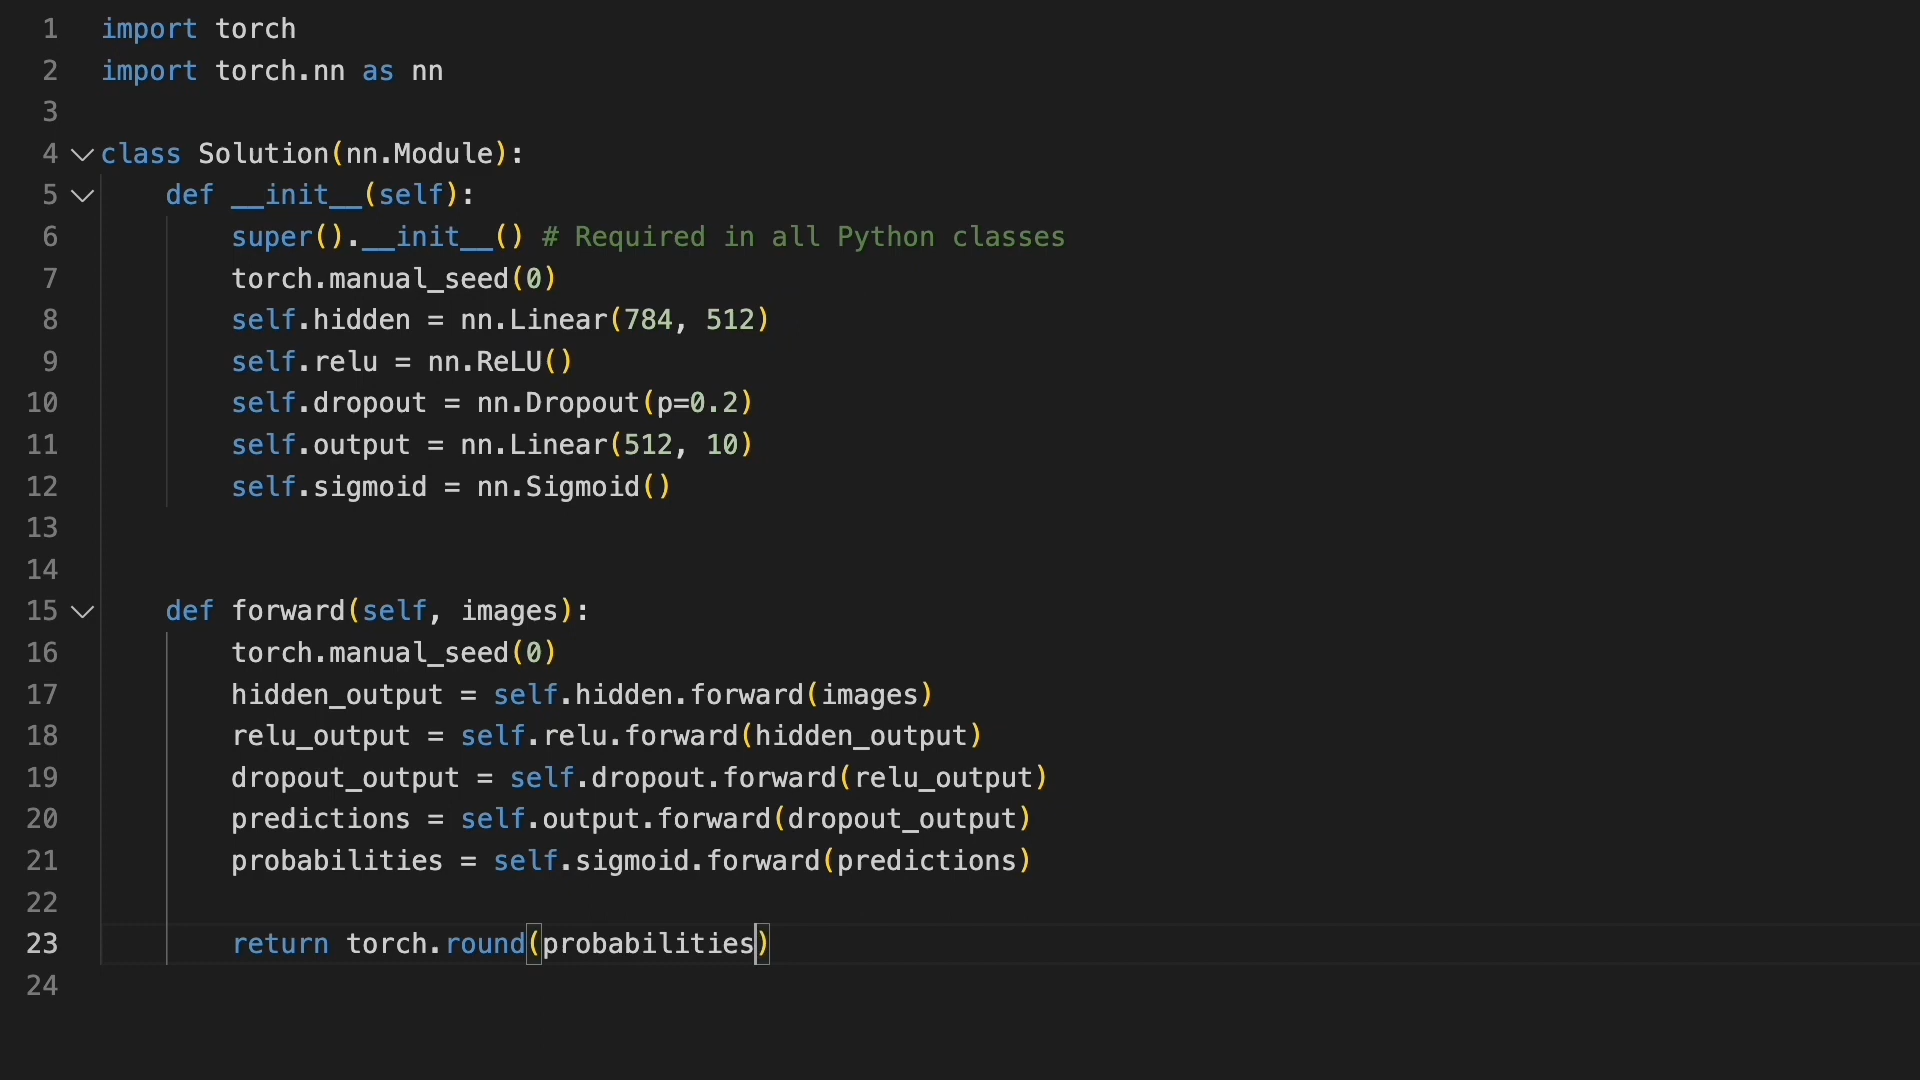 1 import torch
2 import torch.nn as nn
3
4 class Solution(nn.Module):
5     def __init__(self):
6         super().__init__() # Required in all Python classes
7         torch.manual_seed(0)
8         self.hidden = nn.Linear(784, 512)
9         self.relu = nn.ReLU()
10         self.dropout = nn.Dropout(p=0.2)
11         self.output = nn.Linear(512, 10)
12         self.sigmoid = nn.Sigmoid()
13
14
15     def forward(self, images):
16         torch.manual_seed(0)
17         hidden_output = self.hidden.forward(images)
18         relu_output = self.relu.forward(hidden_output)
19         dropout_output = self.dropout.forward(relu_output)
20         predictions = self.output.forward(dropout_output)
21         probabilities = self.sigmoid.forward(predictions)
22
23         return torch.round(probabilities)
24